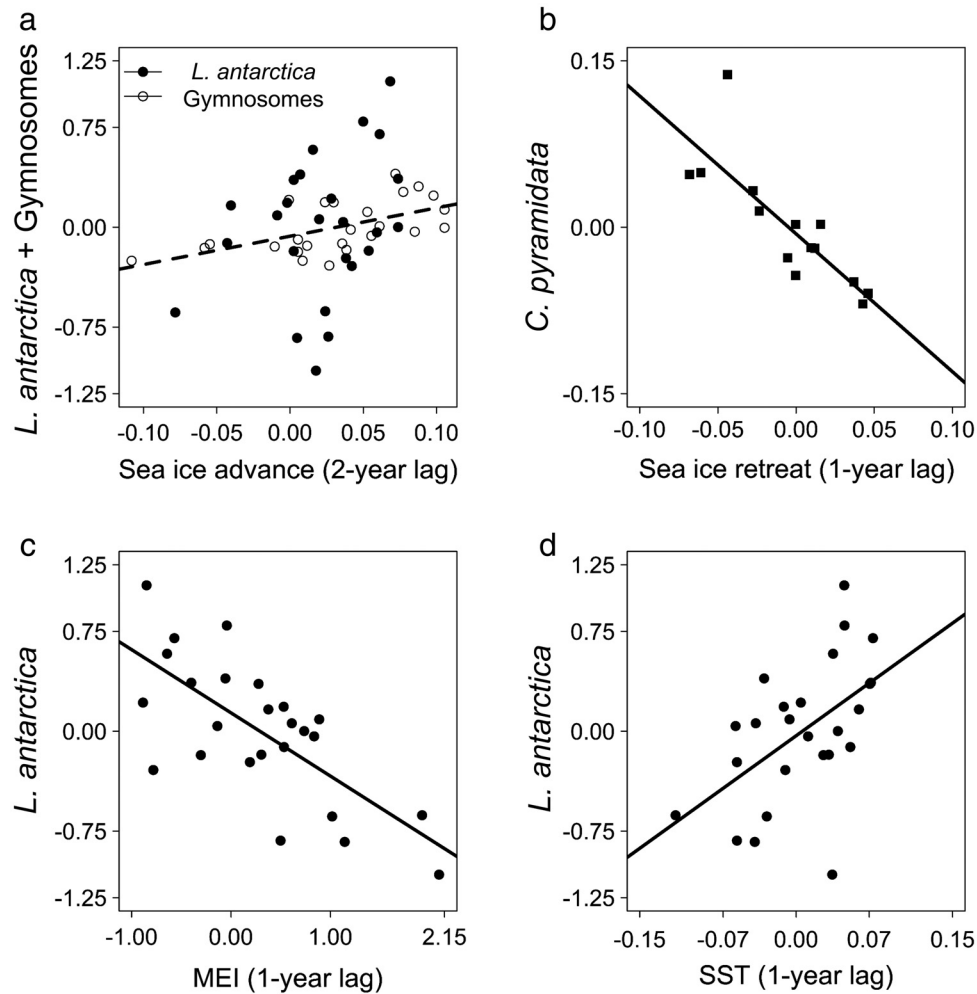 a
L. antarctica + Gymnosomes
1.25
0.75
0.00
-0.75
-1.25
L. antarctica
Gymnosomes
-0.10 -0.05 0.00 0.05 0.10
Sea ice advance (2-year lag)
b
C. pyramidata
0.15
0.00
-0.15
-0.10 -0.05 0.00 0.05 0.10
Sea ice retreat (1-year lag)
c
L. antarctica
1.25
0.75
0.00
-0.75
-1.25
-1.00 0.00 1.00 2.15
MEI (1-year lag)
d
L. antarctica
1.25
0.75
0.00
-0.75
-1.25
-0.15 -0.07 0.00 0.07 0.15
SST (1-year lag)